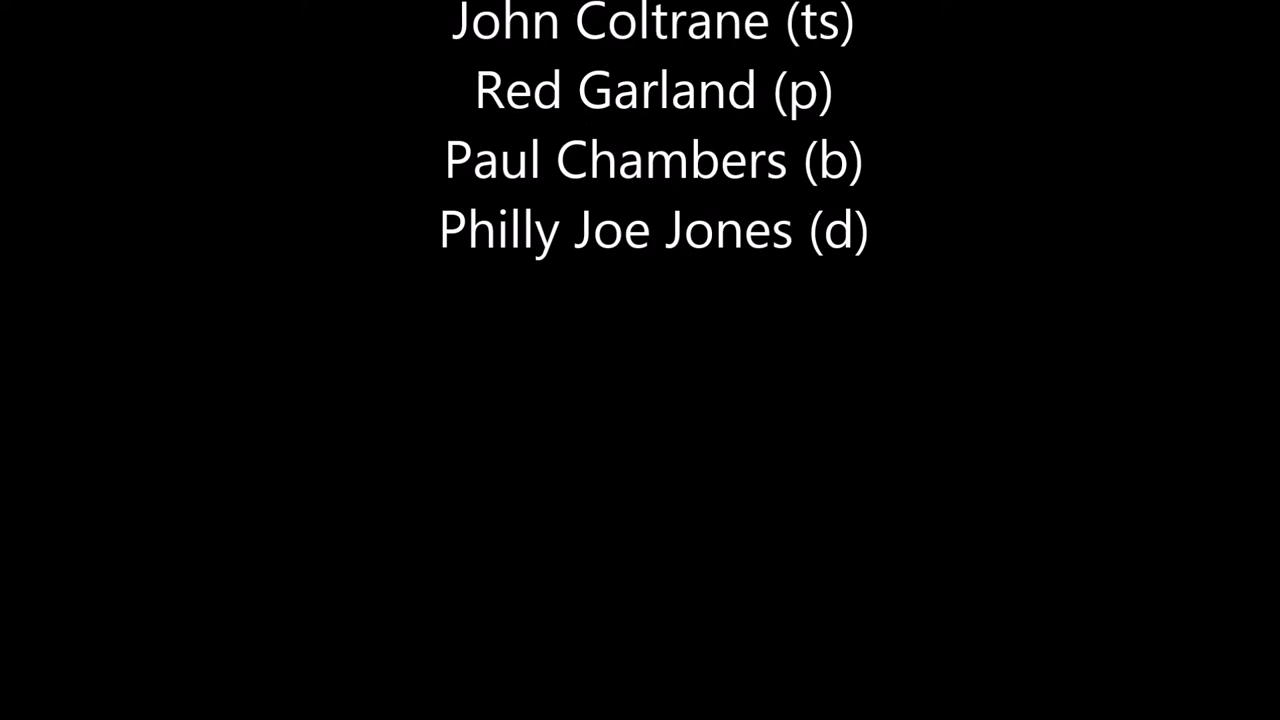 John Coltrane (ts)
Red Garland (p)
Paul Chambers (b)
Philly Joe Jones (d)